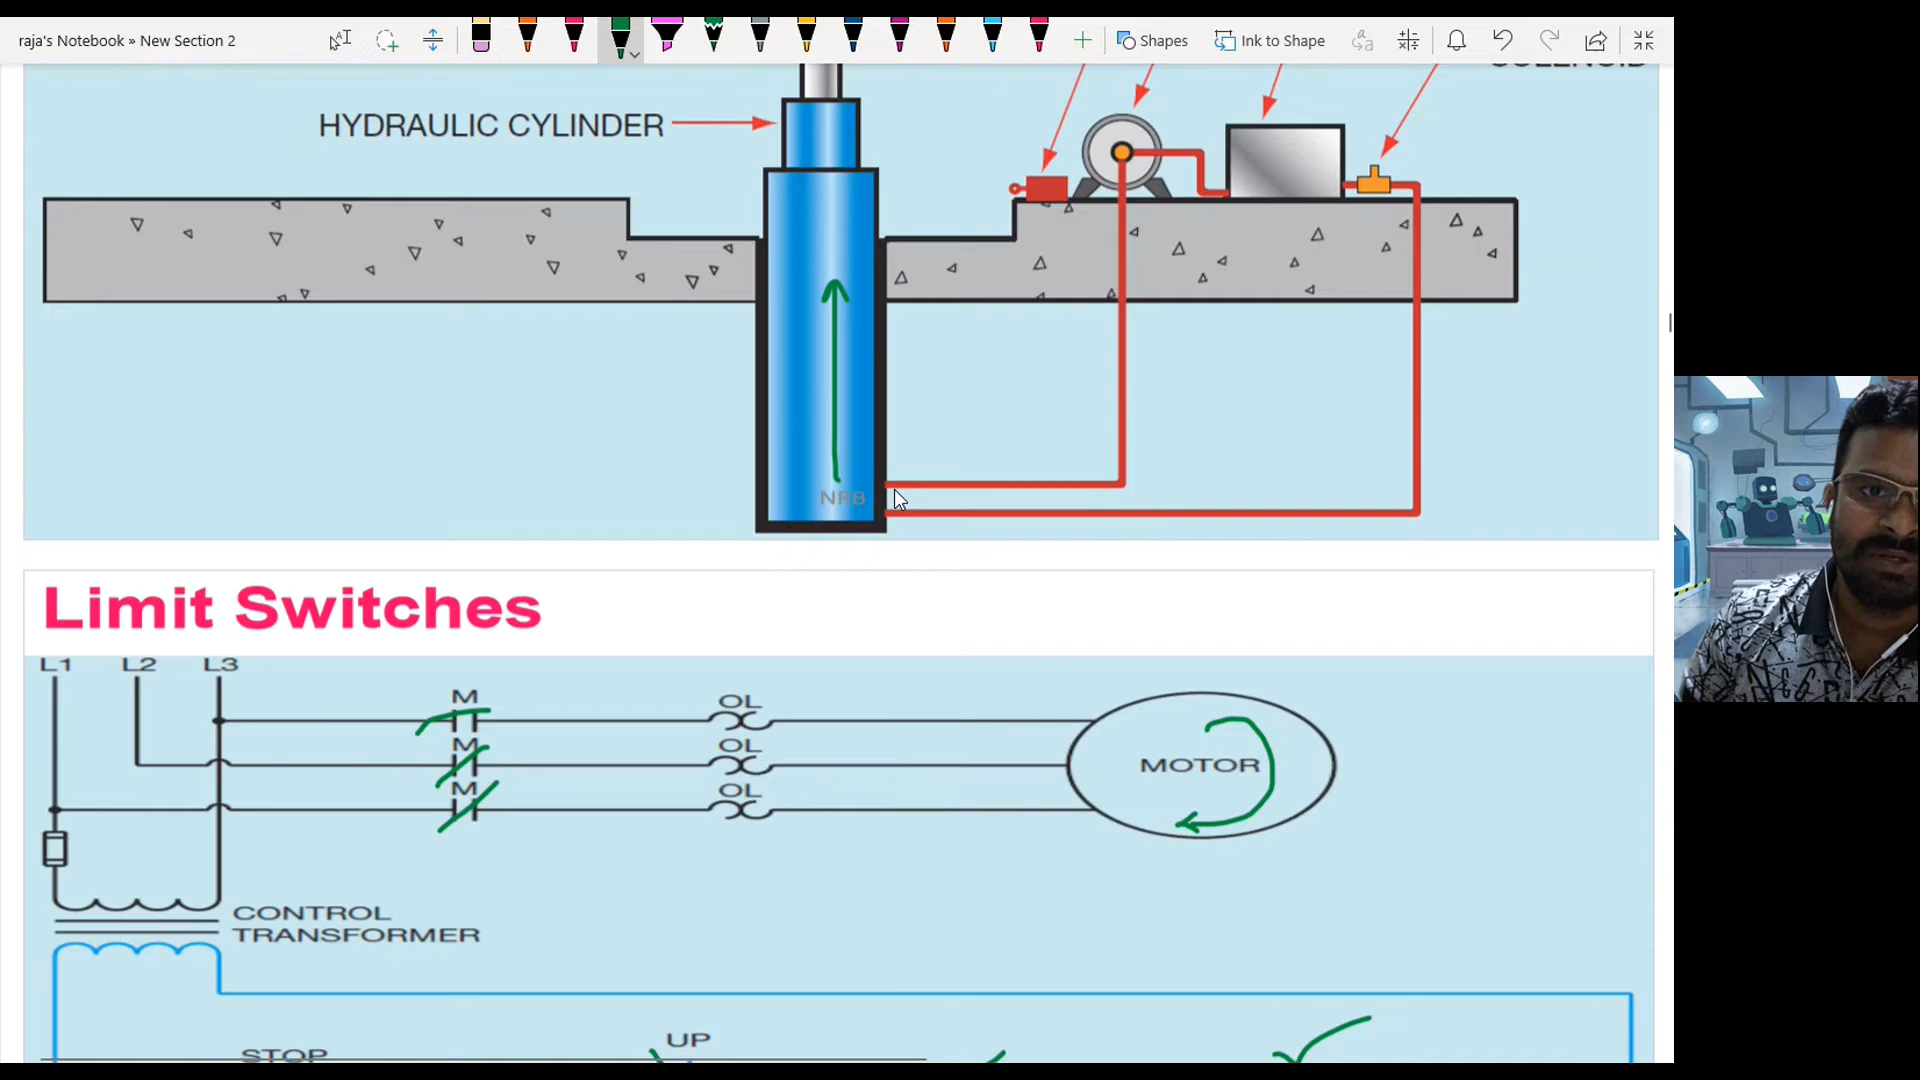 raja's Notebook » New Section 2
Shapes
Ink to Shape
SOLENOID
HYDRAULIC CYLINDER
NRB
Limit Switches
L1 L2 L3
M OL
M OL
MOTOR
M OL
CONTROL
TRANSFORMER
UP
STOP